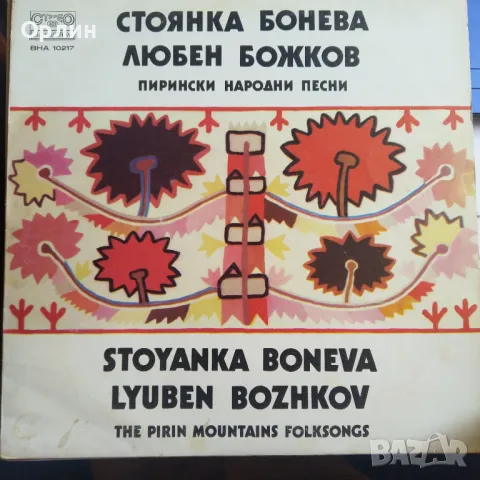 СТЕРЕО
Орлин
ВНА 10217
СТОЯНКА БОНЕВА
ЛЮБЕН БОЖКОВ
ПИРИНСКИ НАРОДНИ ПЕСНИ
STOYANKA BONEVA
LYUBEN BOZHKOV
THE PIRIN MOUNTAINS FOLKSONGS
BAZAR